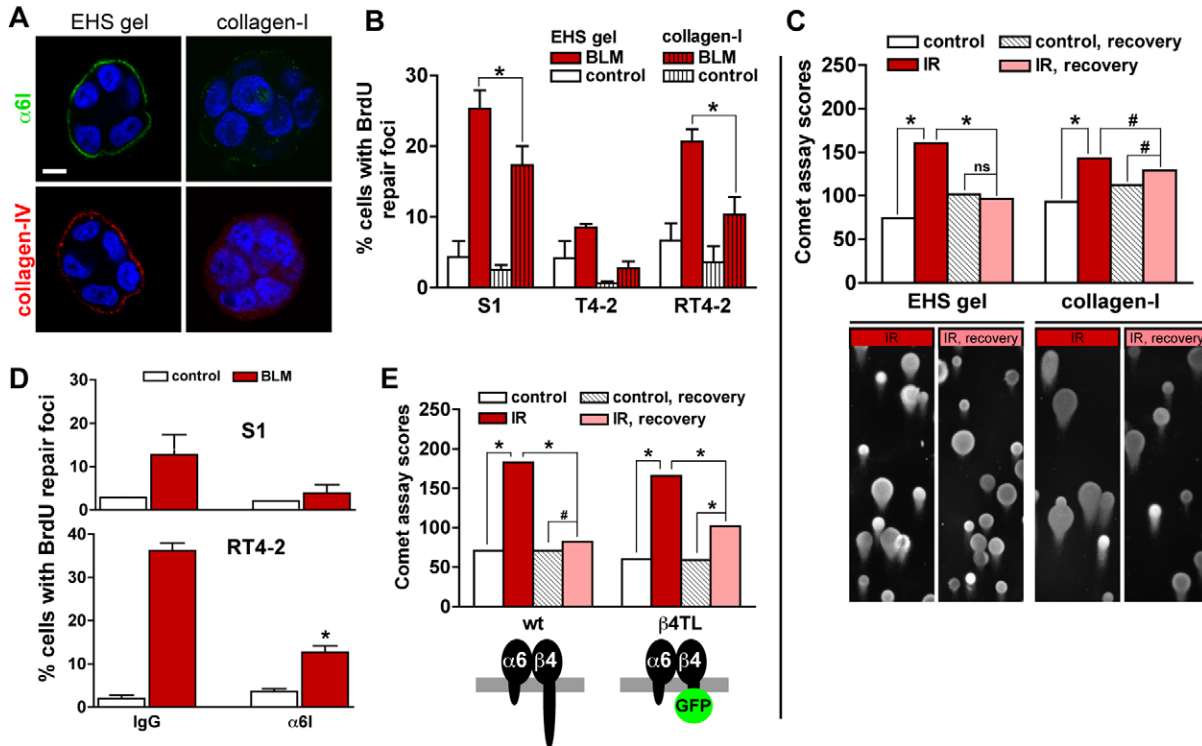 A
EHS gel collagen-I
α6I
collagen-IV
B
EHS gel collagen-I
BLM BLM
control control
% cells with BrdU
repair foci
30
20
10
0
*
*
S1 T4-2 RT4-2
C
control control, recovery
IR IR, recovery
Comet assay scores
250
200
150
100
50
0
* * ns
* # #
EHS gel collagen-I
IR IR, recovery IR IR, recovery
D
control BLM
% cells with BrdU repair foci
30
20
10
0
S1
40
30
20
10
0
RT4-2
*
IgG α6I
E
control control, recovery
IR IR, recovery
Comet assay scores
250
200
150
100
50
0
* * #
* * *
wt β4TL
α6 β4 α6 β4
GFP